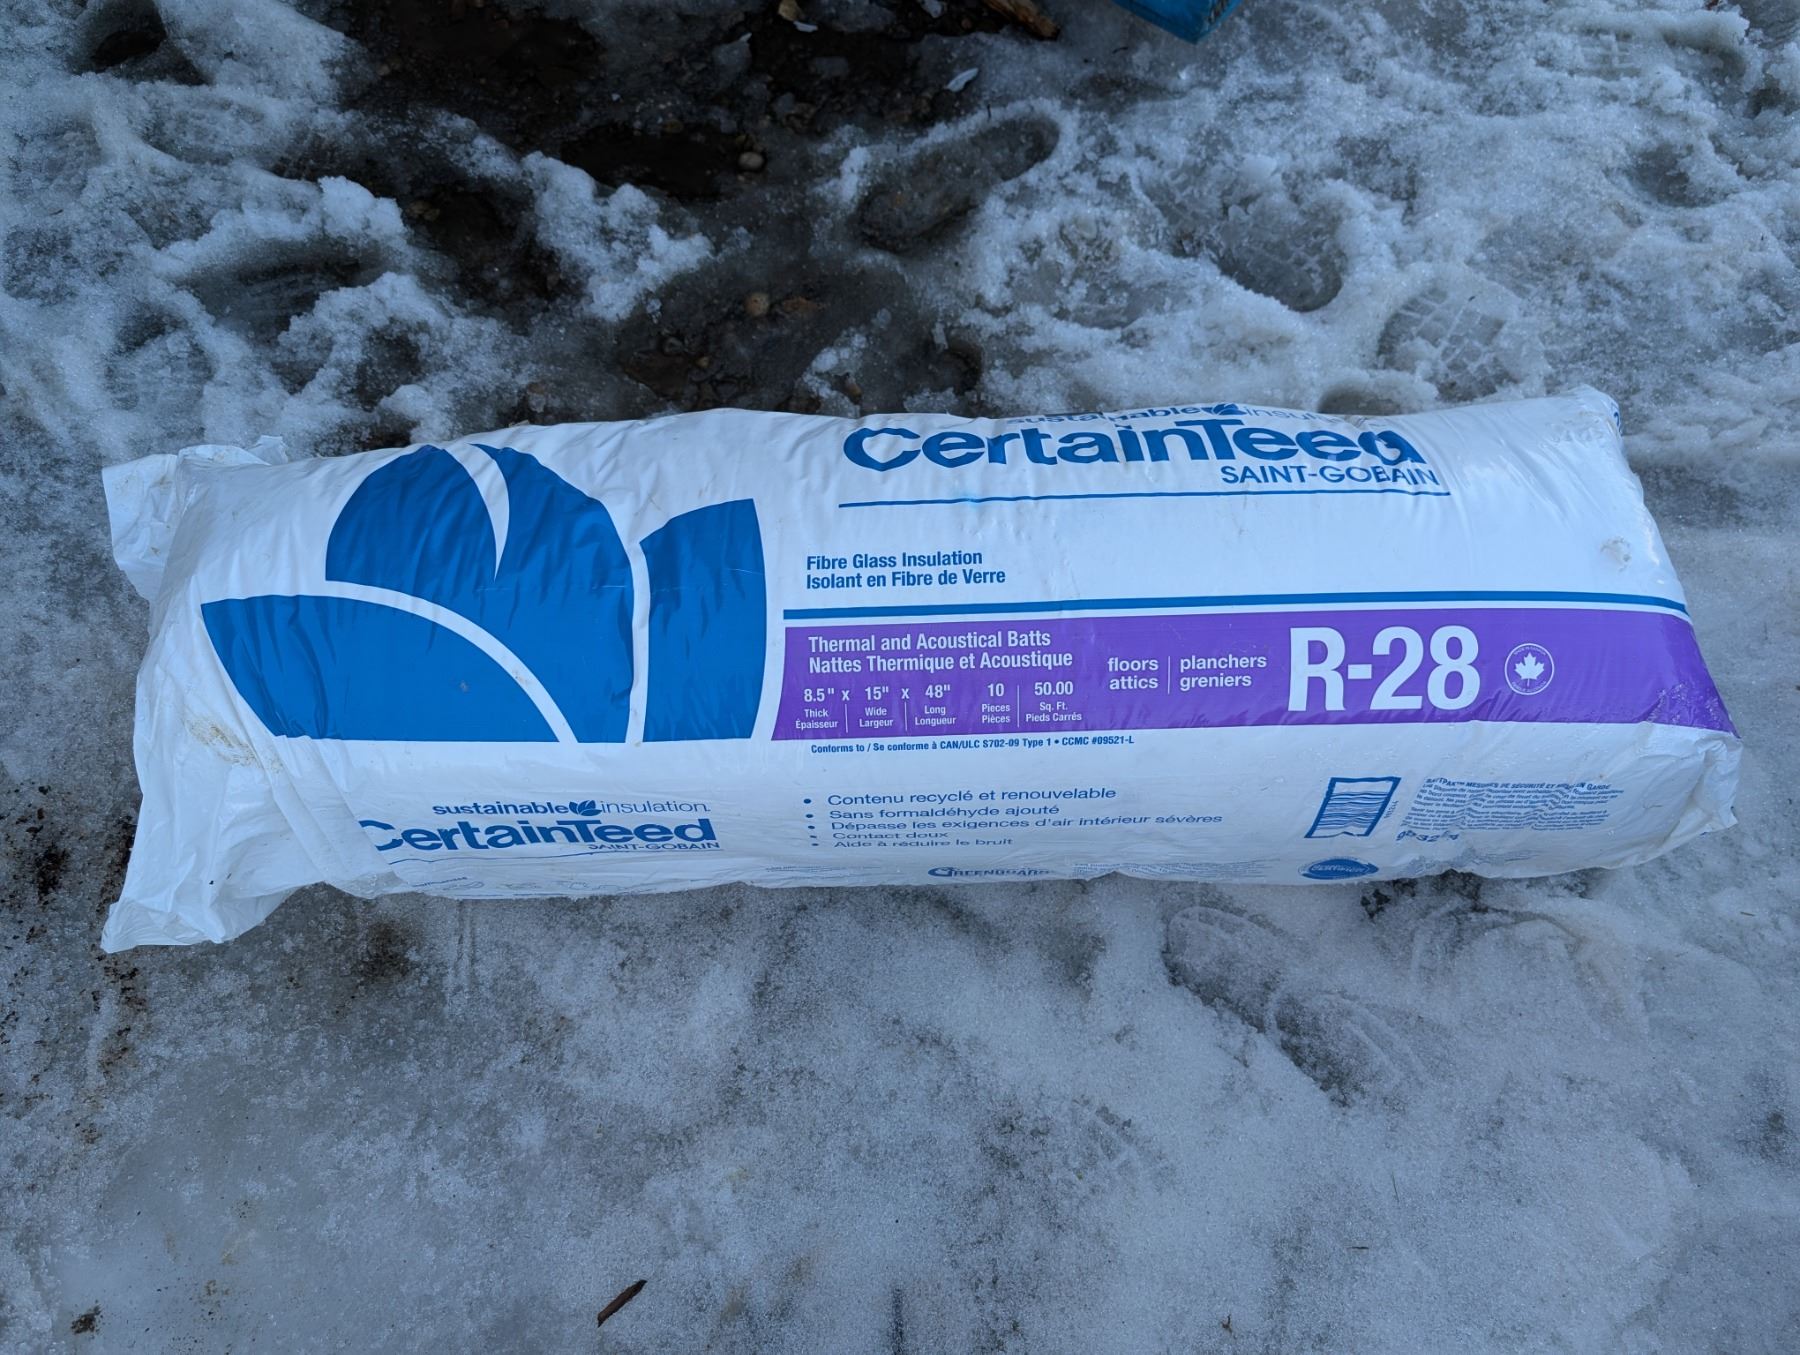 sustainable insul
CertainTeed
SAINT-GOBAIN
Fibre Glass Insulation
Isolant en Fibre de Verre
Thermal and Acoustical Batts
Nattes Thermique et Acoustique
8.5" x 15" x 48" 10 50.00
Thick Wide Long Pieces Sq. Ft.
Épaisseur Largeur Longueur Pièces Pieds Carrés
floors planchers
attics greniers
R-28
Conforms to / Se conforme à CAN/ULC S702-09 Type 1 • CCMC #09521-L
sustainable insulation.
CertainTeed
SAINT-GOBAIN
• Contenu recyclé et renouvelable
• Sans formaldéhyde ajouté
• Dépasse les exigences d'air intérieur sévères
• Contact doux
• Aide à réduire le bruit
GREENGUARD